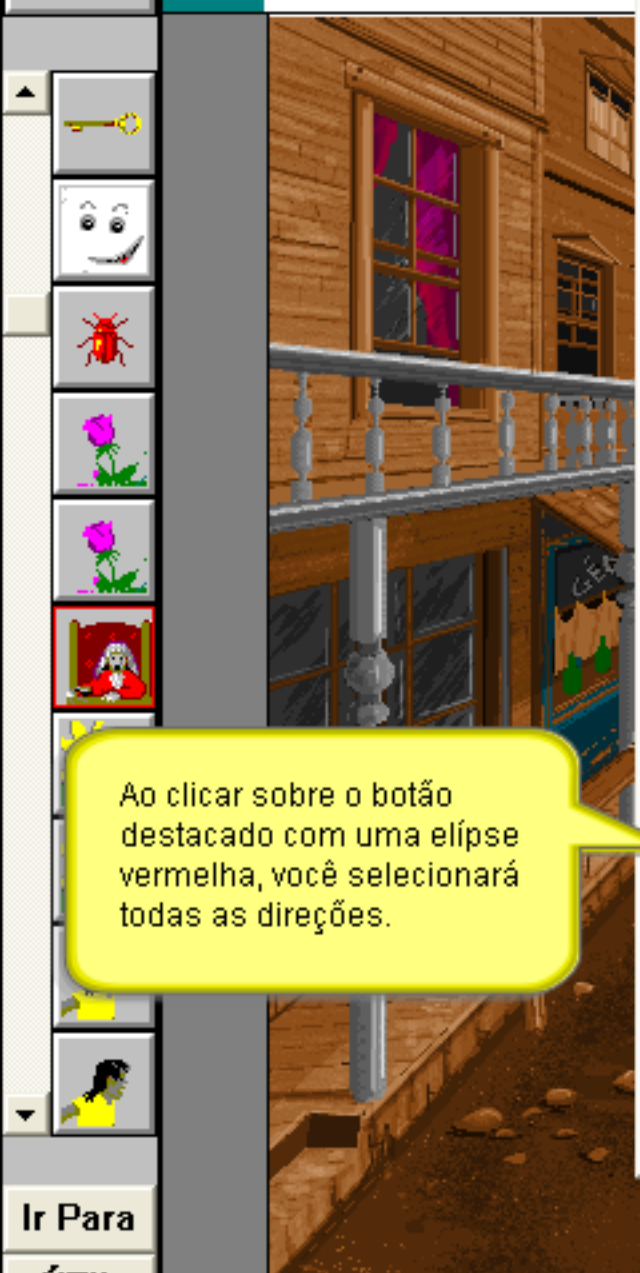 Ao clicar sobre o botão
destacado com uma elípse
vermelha, você selecionará
todas as direções.
Ir Para